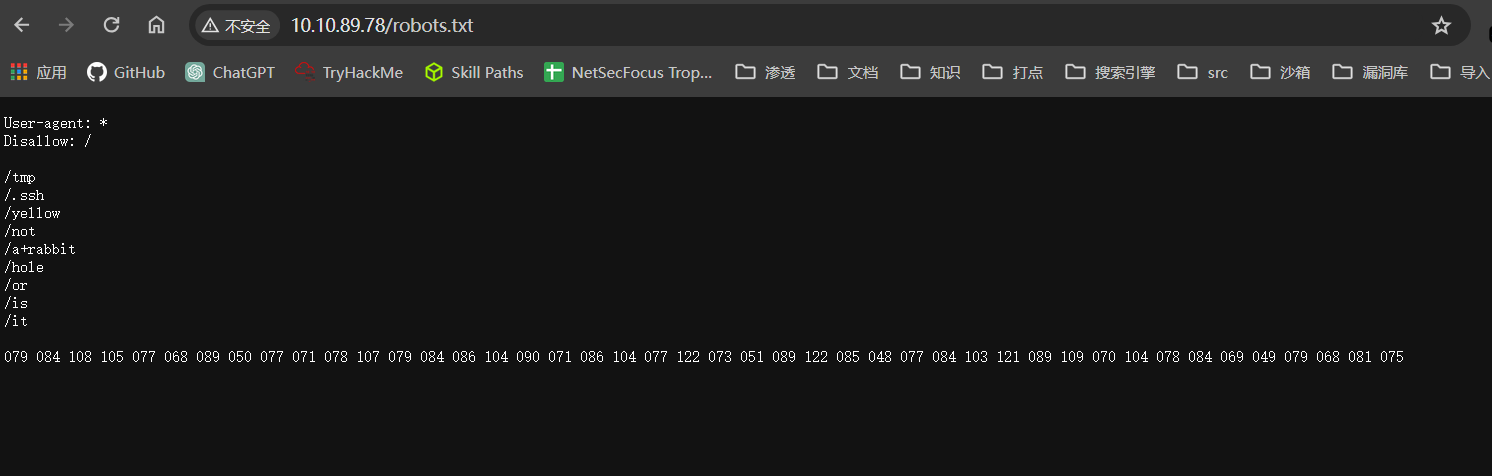 不安全 10.10.89.78/robots.txt
应用 GitHub ChatGPT TryHackMe Skill Paths NetSecFocus Trop... 渗透 文档 知识 打点 搜索引擎 src 沙箱 漏洞库 导入
User-agent: *
Disallow: /
/tmp
/.ssh
/yellow
/not
/a+rabbit
/hole
/or
/is
/it
079 084 108 105 077 068 089 050 077 071 078 107 079 084 086 104 090 071 086 104 077 122 073 051 089 122 085 048 077 084 103 121 089 109 070 104 078 084 069 049 079 068 081 075